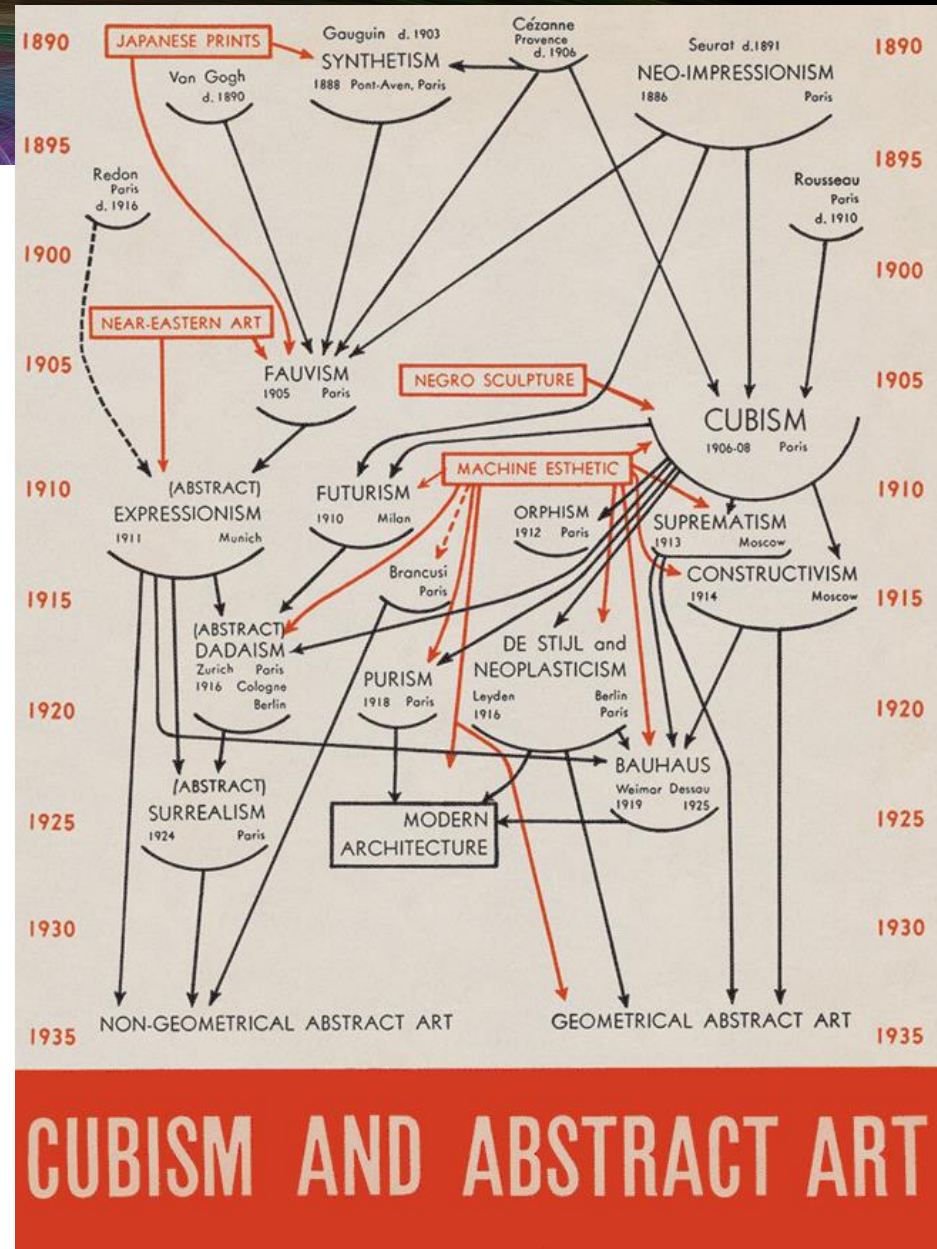 1890
JAPANESE PRINTS
Gauguin d. 1903
SYNTHETISM
1888 Pont-Aven, Paris
Cézanne
Provence
d. 1906
Seurat d.1891
NEO-IMPRESSIONISM
1886 Paris
1890
Van Gogh
d. 1890
1895
1895
Redon
Paris
d. 1916
Rousseau
Paris
d. 1910
1900
1900
NEAR-EASTERN ART
1905
FAUVISM
1905 Paris
NEGRO SCULPTURE
1905
CUBISM
1906-08 Paris
MACHINE ESTHETIC
1910
(ABSTRACT)
EXPRESSIONISM
1911 Munich
FUTURISM
1910 Milan
ORPHISM
1912 Paris
SUPREMATISM
1913 Moscow
1910
Brancusi
Paris
CONSTRUCTIVISM
1914 Moscow
1915
1915
(ABSTRACT)
DADAISM
Zurich Paris
1916 Cologne
Berlin
PURISM
1918 Paris
DE STIJL and
NEOPLASTICISM
Leyden Berlin
1916 Paris
1920
1920
BAUHAUS
Weimar Dessau
1919 1925
(ABSTRACT)
SURREALISM
1924 Paris
MODERN
ARCHITECTURE
1925
1925
1930
1930
NON-GEOMETRICAL ABSTRACT ART
GEOMETRICAL ABSTRACT ART
1935
1935
CUBISM AND ABSTRACT ART